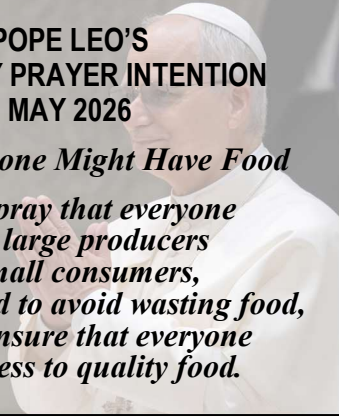 POPE LEO'S
Y PRAYER INTENTION
MAY 2026
one Might Have Food
pray that everyone
large producers
mall consumers,
d to avoid wasting food,
nsure that everyone
ess to quality food.